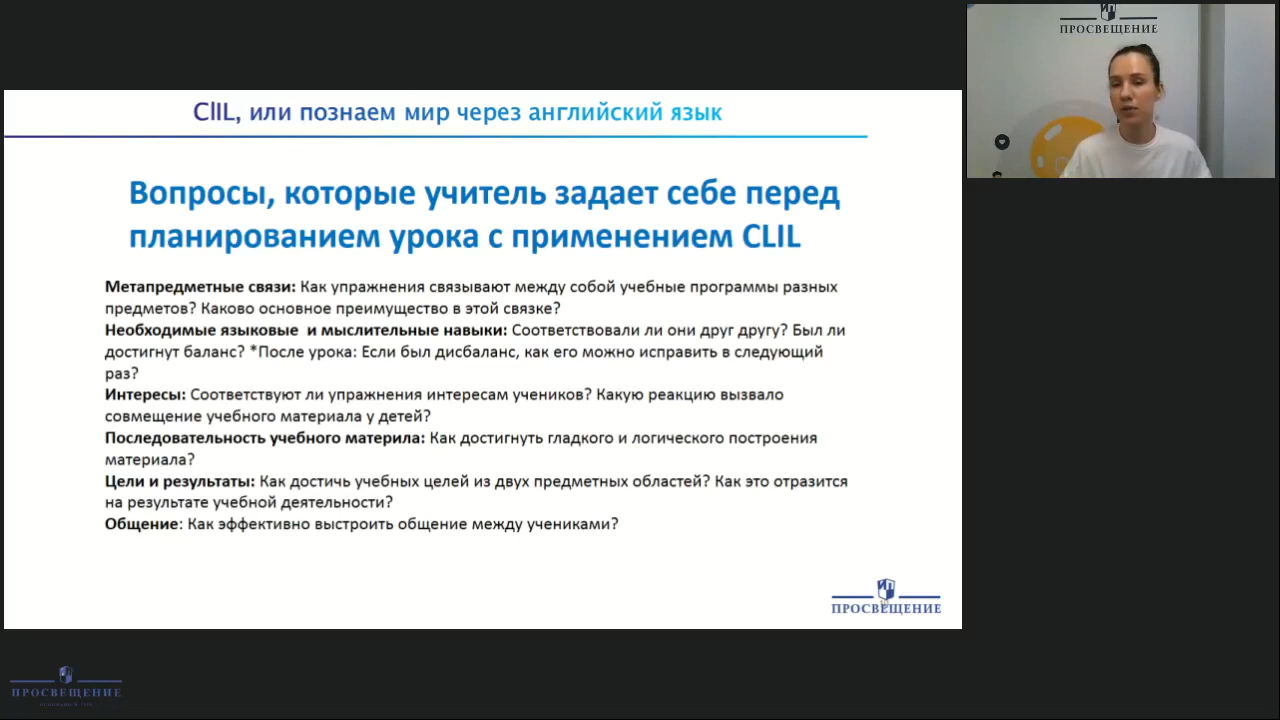 ПРОСВЕЩЕНИЕ
ClIL, или познаем мир через английский язык
Вопросы, которые учитель задает себе перед
планированием урока с применением CLIL
Метапредметные связи: Как упражнения связывают между собой учебные программы разных
предметов? Каково основное преимущество в этой связке?
Необходимые языковые и мыслительные навыки: Соответствовали ли они друг другу? Был ли
достигнут баланс? *После урока: Если был дисбаланс, как его можно исправить в следующий
раз?
Интересы: Соответствуют ли упражнения интересам учеников? Какую реакцию вызвало
совмещение учебного материала у детей?
Последовательность учебного материла: Как достигнуть гладкого и логического построения
материала?
Цели и результаты: Как достичь учебных целей из двух предметных областей? Как это отразится
на результате учебной деятельности?
Общение: Как эффективно выстроить общение между учениками?
ПРОСВЕЩЕНИЕ
ПРОСВЕЩЕНИЕ